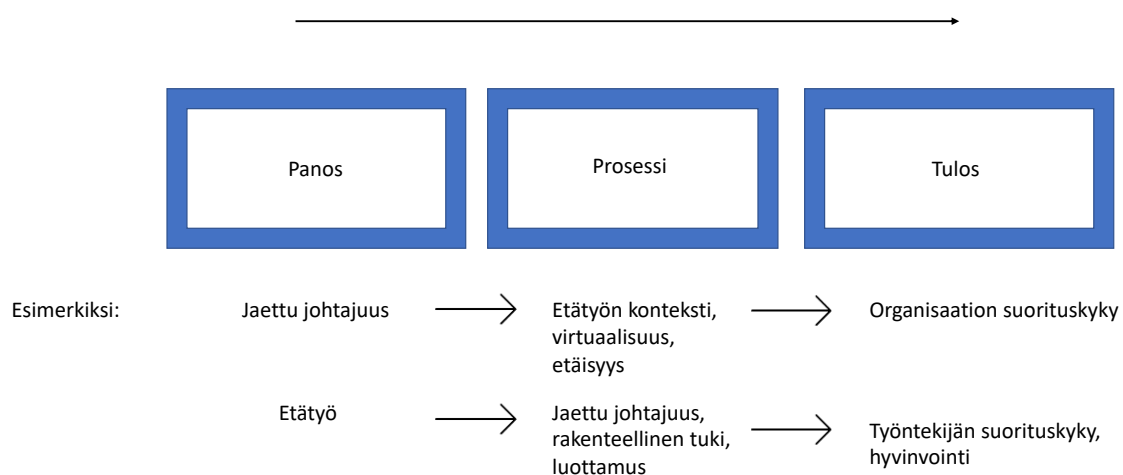 Panos
Prosessi
Tulos
Esimerkiksi:
Jaettu johtajuus
Etätyön konteksti,
virtuaalisuus,
etäisyys
Organisaation suorituskyky
Etätyö
Jaettu johtajuus,
rakenteellinen tuki,
luottamus
Työntekijän suorituskyky,
hyvinvointi